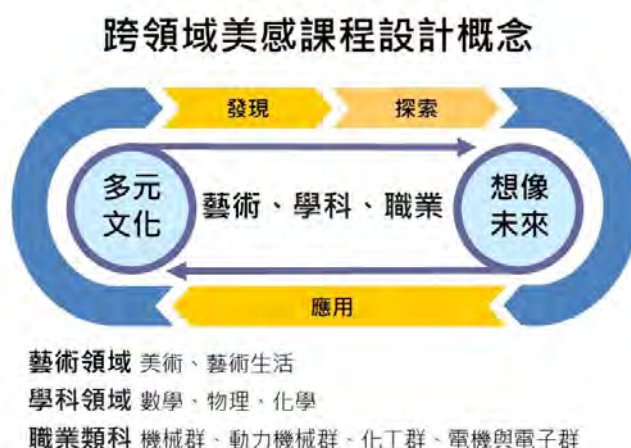 跨領域美感課程設計概念
發現 探索
多元 想像
文化 藝術、學科、職業 未來
應用
藝術領域 美術、藝術生活
學科領域 數學、物理、化學
職業類科 機械群、動力機械群、化工群、電機與電子群